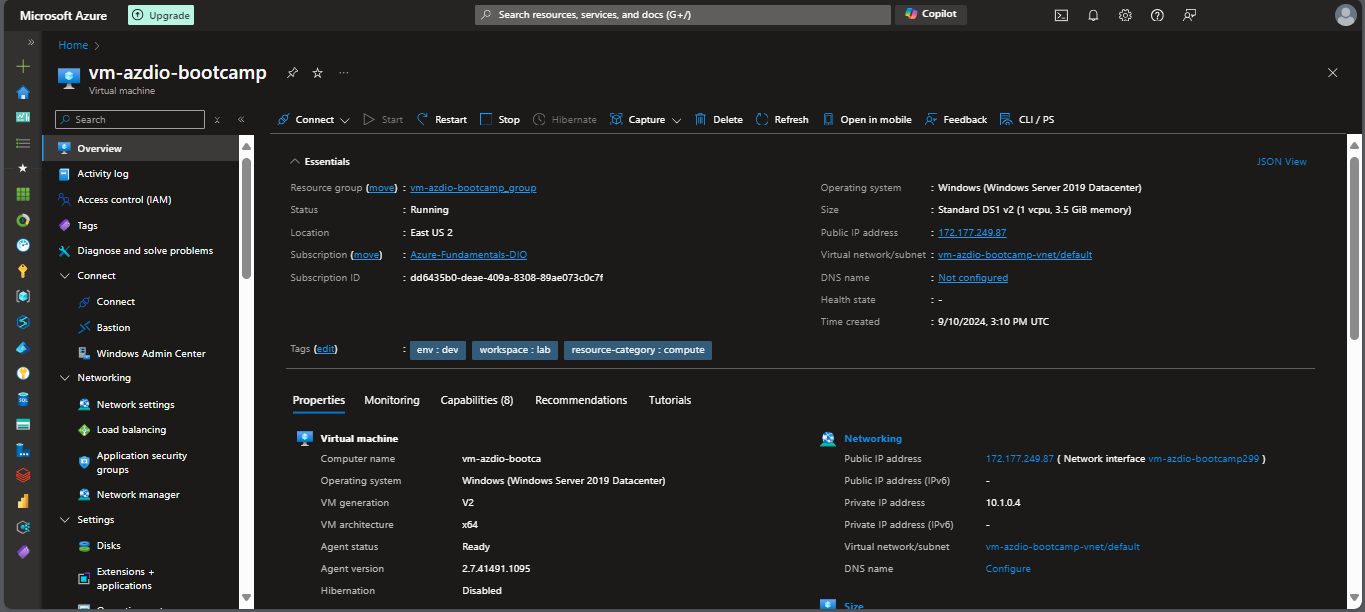 Microsoft Azure
Upgrade
Search resources, services, and docs (G+/)
Copilot
Home
vm-azdio-bootcamp
Virtual machine
Search
Overview
Activity log
Access control (IAM)
Tags
Diagnose and solve problems
Connect
Connect
Bastion
Windows Admin Center
Networking
Network settings
Load balancing
Application security
groups
Network manager
Settings
Disks
Extensions +
applications
Connect Start Restart Stop Hibernate Capture Delete Refresh Open in mobile Feedback CLI / PS
Essentials
JSON View
Resource group (move) : vm-azdio-bootcamp_group
Status : Running
Location : East US 2
Subscription (move) : Azure-Fundamentals-DIO
Subscription ID : dd6435b0-deae-409a-8308-89ae073c0c7f
Operating system : Windows (Windows Server 2019 Datacenter)
Size : Standard DS1 v2 (1 vcpu, 3.5 GiB memory)
Public IP address : 172.177.249.87
Virtual network/subnet : vm-azdio-bootcamp-vnet/default
DNS name : Not configured
Health state : -
Time created : 9/10/2024, 3:10 PM UTC
Tags (edit) : env : dev workspace : lab resource-category : compute
Properties Monitoring Capabilities (8) Recommendations Tutorials
Virtual machine
Computer name vm-azdio-bootca
Operating system Windows (Windows Server 2019 Datacenter)
VM generation V2
VM architecture x64
Agent status Ready
Agent version 2.7.41491.1095
Hibernation Disabled
Networking
Public IP address 172.177.249.87 ( Network interface vm-azdio-bootcamp299 )
Public IP address (IPv6) -
Private IP address 10.1.0.4
Private IP address (IPv6) -
Virtual network/subnet vm-azdio-bootcamp-vnet/default
DNS name Configure
Size